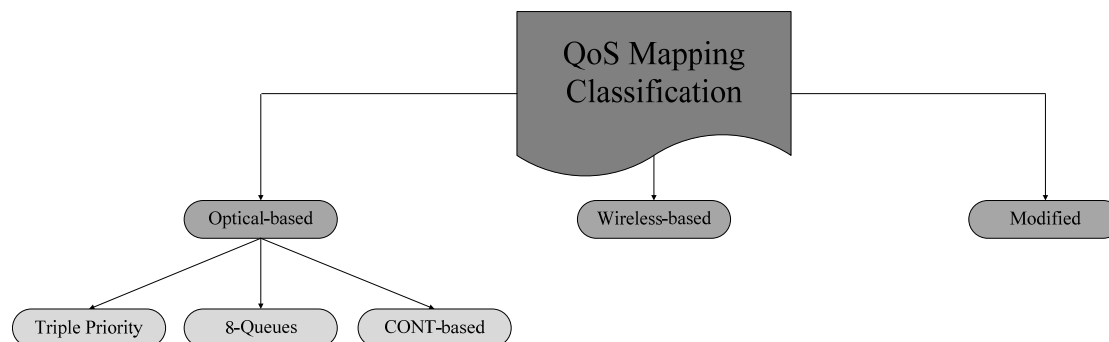 QoS Mapping
Classification
Optical-based
Wireless-based
Modified
Triple Priority
8-Queues
CONT-based